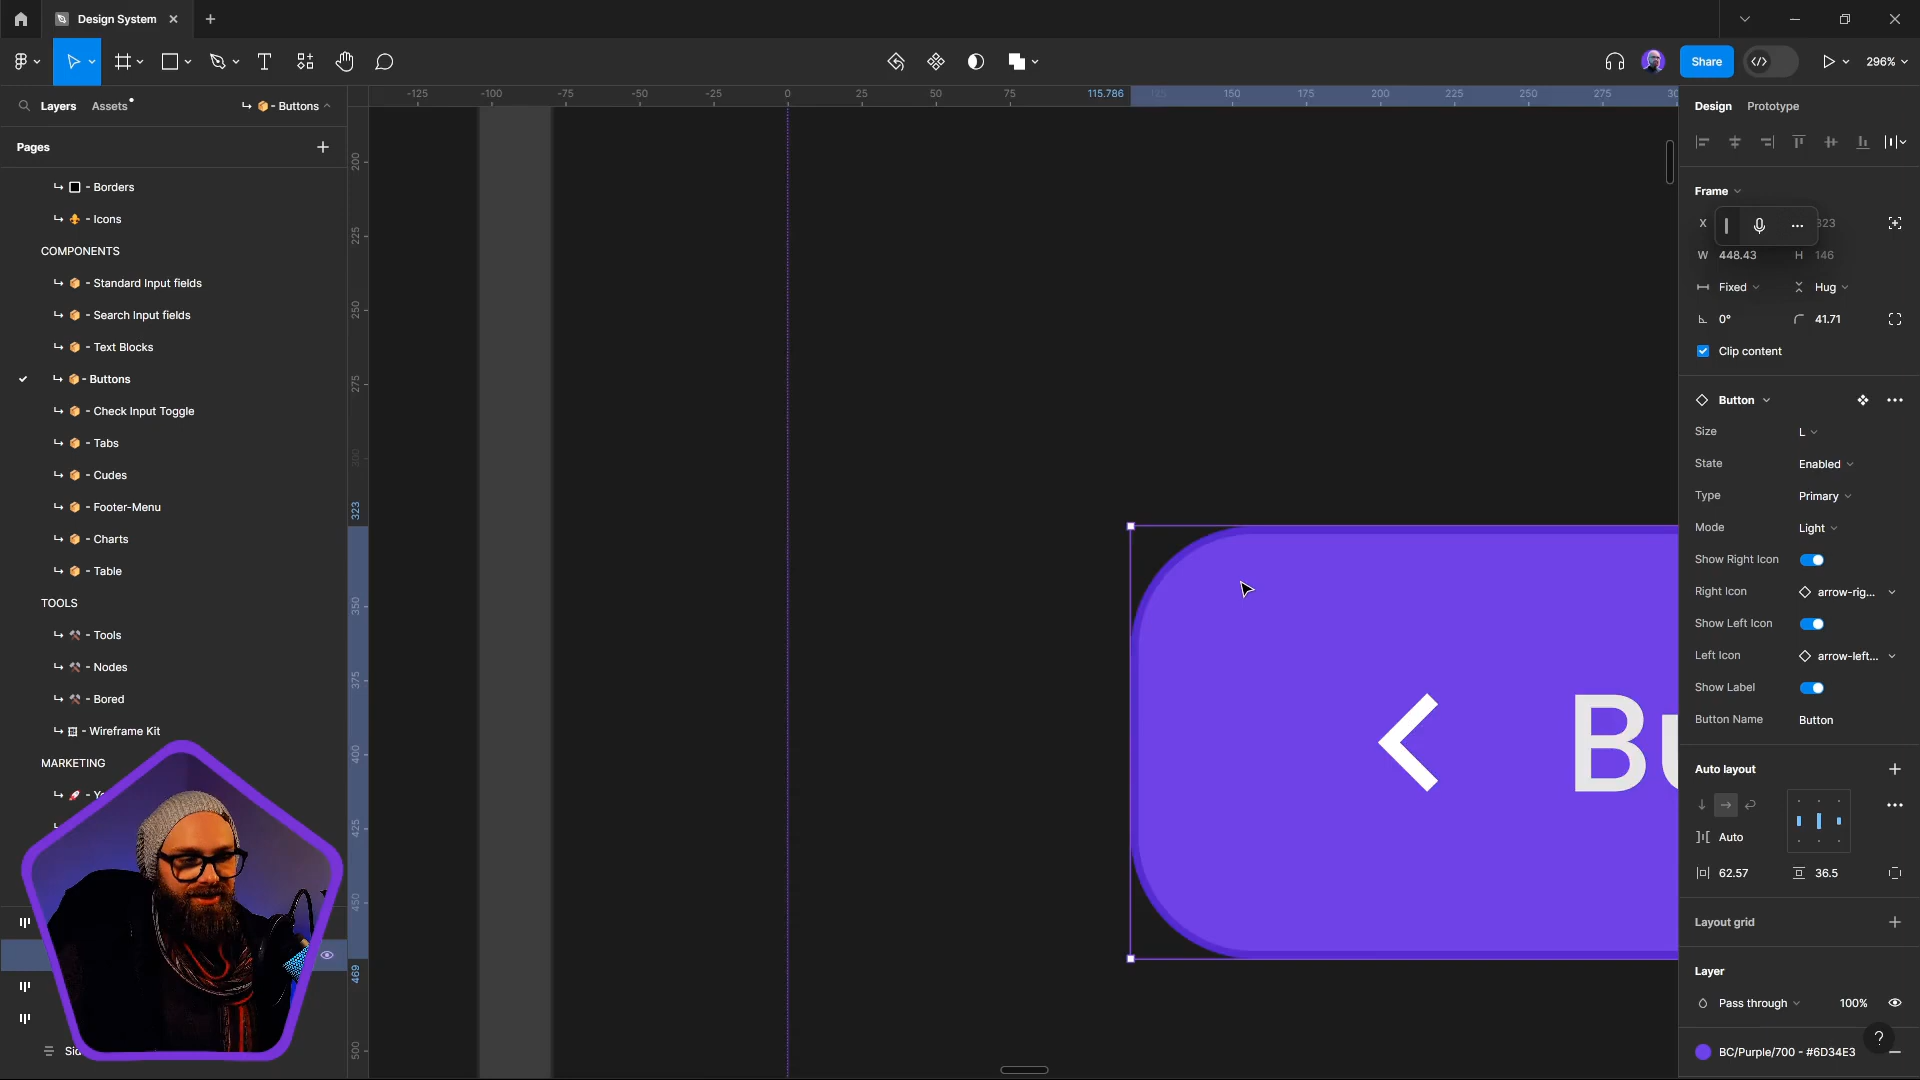 Design System
Share
296%
Layers
Assets
- Buttons
Pages
- Borders
- Icons
COMPONENTS
- Standard Input fields
- Search Input fields
- Text Blocks
- Buttons
- Check Input Toggle
- Tabs
- Cudes
- Footer-Menu
- Charts
- Table
TOOLS
- Tools
- Nodes
- Bored
- Wireframe Kit
MARKETING
-125
-100
-75
-50
-25
0
25
50
75
115.786
150
175
200
225
250
275
200
225
250
275
300
323
350
375
400
425
450
469
500
Design
Prototype
Frame
X
323
W 448.43
H 146
Fixed
Hug
0°
41.71
Clip content
Button
Size L
State Enabled
Type Primary
Mode Light
Show Right Icon
Right Icon arrow-rig...
Show Left Icon
Left Icon arrow-left...
Show Label
Button Name Button
Auto layout
Auto
62.57
36.5
Layout grid
Layer
Pass through 100%
?
BC/Purple/700 - #6D34E3